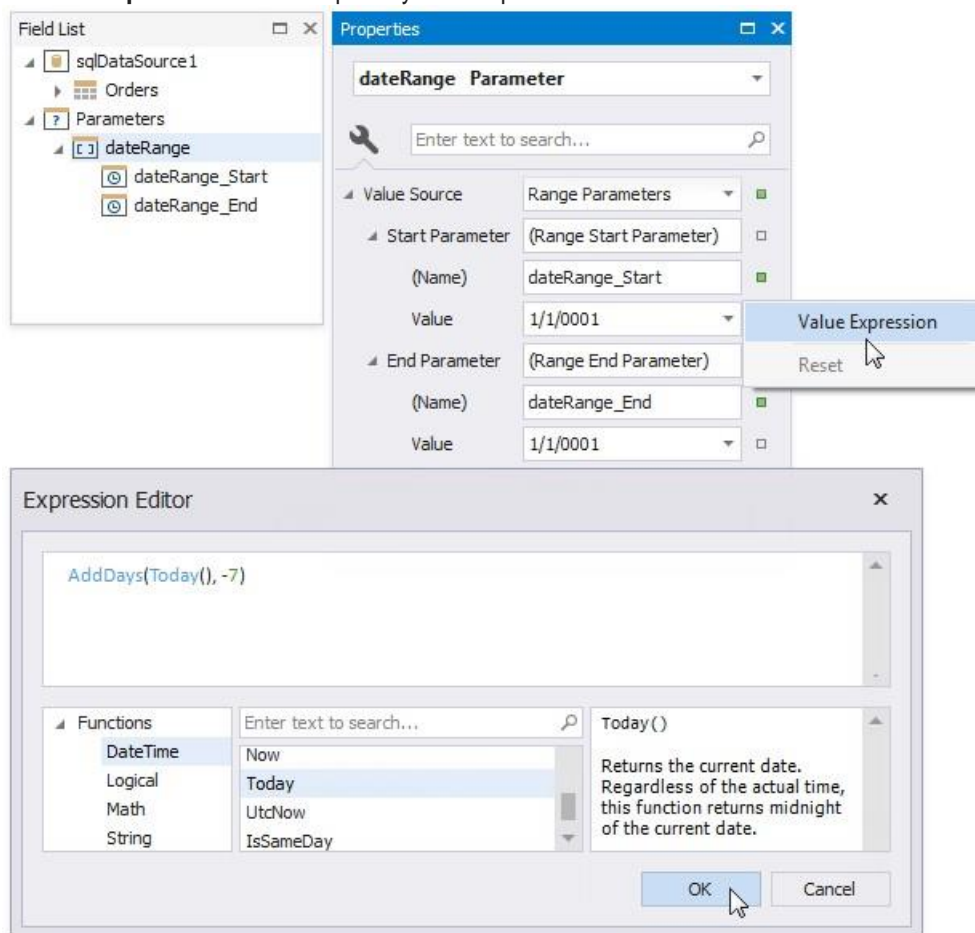 Field List
sqlDataSource1
Orders
Parameters
dateRange
dateRange_Start
dateRange_End
Properties
dateRange Parameter
Enter text to search...
Value Source Range Parameters
Start Parameter (Range Start Parameter)
(Name) dateRange_Start
Value 1/1/0001
End Parameter (Range End Parameter)
(Name) dateRange_End
Value 1/1/0001
Value Expression
Reset
Expression Editor
AddDays(Today(), -7)
Functions
DateTime
Logical
Math
String
Enter text to search...
Now
Today
UtcNow
IsSameDay
Today()
Returns the current date.
Regardless of the actual time,
this function returns midnight
of the current date.
OK Cancel